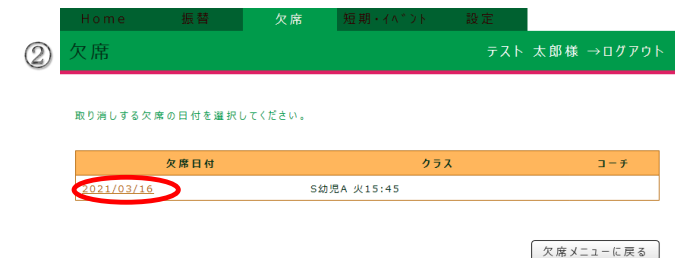 Home 振替 欠席 短期・イベント 設定
② 欠席 テスト 太郎様 →ログアウト
取り消しする欠席の日付を選択してください。
欠席日付 クラス コーチ
2021/03/16 S幼児A 火15:45
欠席メニューに戻る